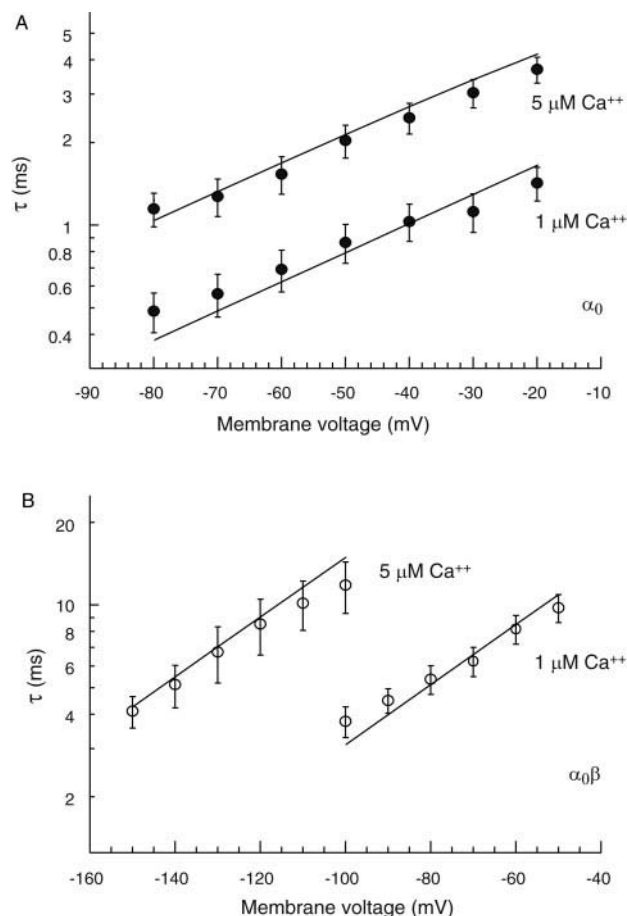 A
5
4
3
2
1
0.8
0.6
0.4
τ (ms)
5 μM Ca++
1 μM Ca++
α0
-90 -80 -70 -60 -50 -40 -30 -20 -10
Membrane voltage (mV)
B
20
10
8
6
4
2
τ (ms)
5 μM Ca++
1 μM Ca++
α0β
-160 -140 -120 -100 -80 -60 -40
Membrane voltage (mV)